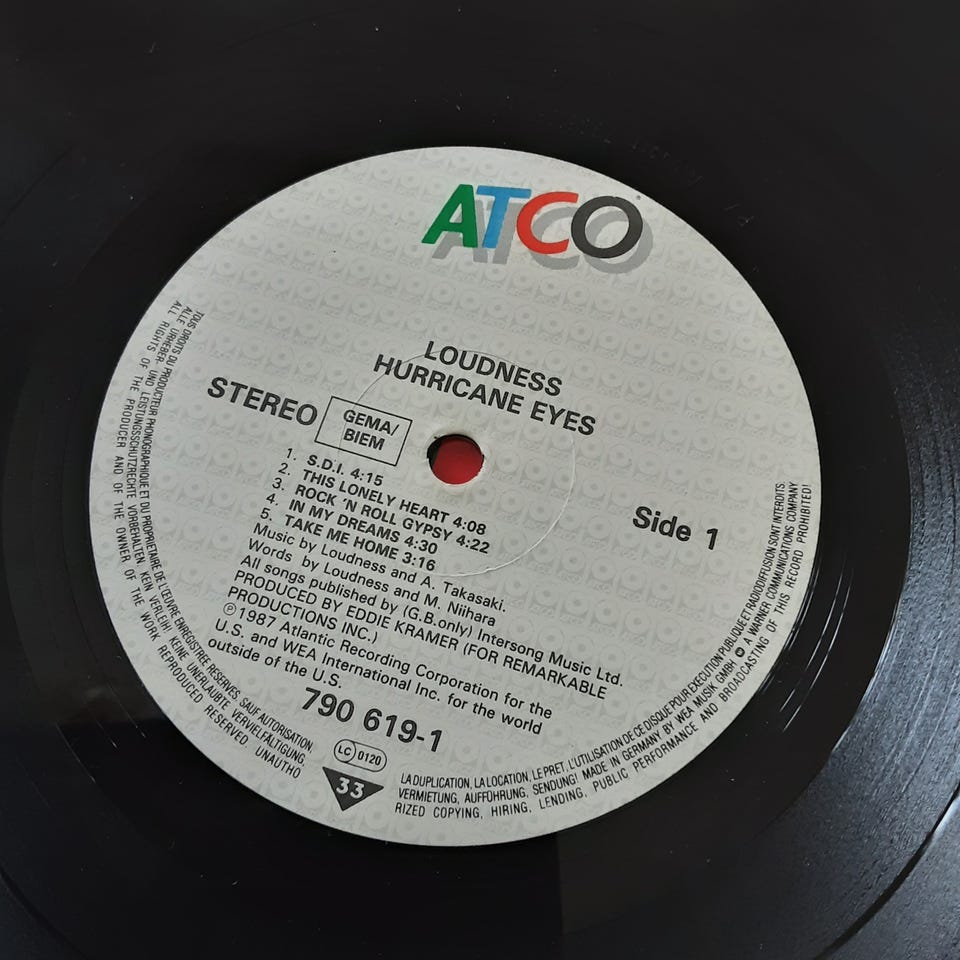 ATCO
LOUDNESS
HURRICANE EYES
STEREO
GEMA/
BIEM
Side 1
1. S.D.I. 4:15
2. THIS LONELY HEART 4:08
3. ROCK 'N ROLL GYPSY 4:22
4. IN MY DREAMS 4:30
5. TAKE ME HOME 3:16
Music by Loudness and A. Takasaki.
Words by Loudness and M. Niihara
All songs published by (G.B.only) Intersong Music Ltd.
PRODUCED BY EDDIE KRAMER (FOR REMARKABLE
PRODUCTIONS INC.)
℗ 1987 Atlantic Recording Corporation for the
U.S. and WEA International Inc. for the world
outside of the U.S.
790 619-1
LC 0120
33
TOUS DROITS DU PRODUCTEUR PHONOGRAPHIQUE ET DU PROPRIETAIRE DE L'ŒUVRE ENREGISTREE RESERVES. SAUF AUTORISATION LA DUPLICATION, LA LOCATION, LE PRET, L'UTILISATION DE CE DISQUE POUR EXECUTION PUBLIQUE ET RADIODIFFUSION SONT INTERDITS.
ALLE URHEBER- UND LEISTUNGSSCHUTZRECHTE VORBEHALTEN. KEIN VERLEIH! KEINE UNERLAUBTE VERVIELFÄLTIGUNG, VERMIETUNG, AUFFÜHRUNG, SENDUNG! MADE IN GERMANY BY WEA MUSIK GMBH A WARNER COMMUNICATIONS COMPANY
ALL RIGHTS OF THE PRODUCER AND OF THE OWNER OF THE WORK REPRODUCED RESERVED. UNAUTHORIZED COPYING, HIRING, LENDING, PUBLIC PERFORMANCE AND BROADCASTING OF THIS RECORD PROHIBITED!